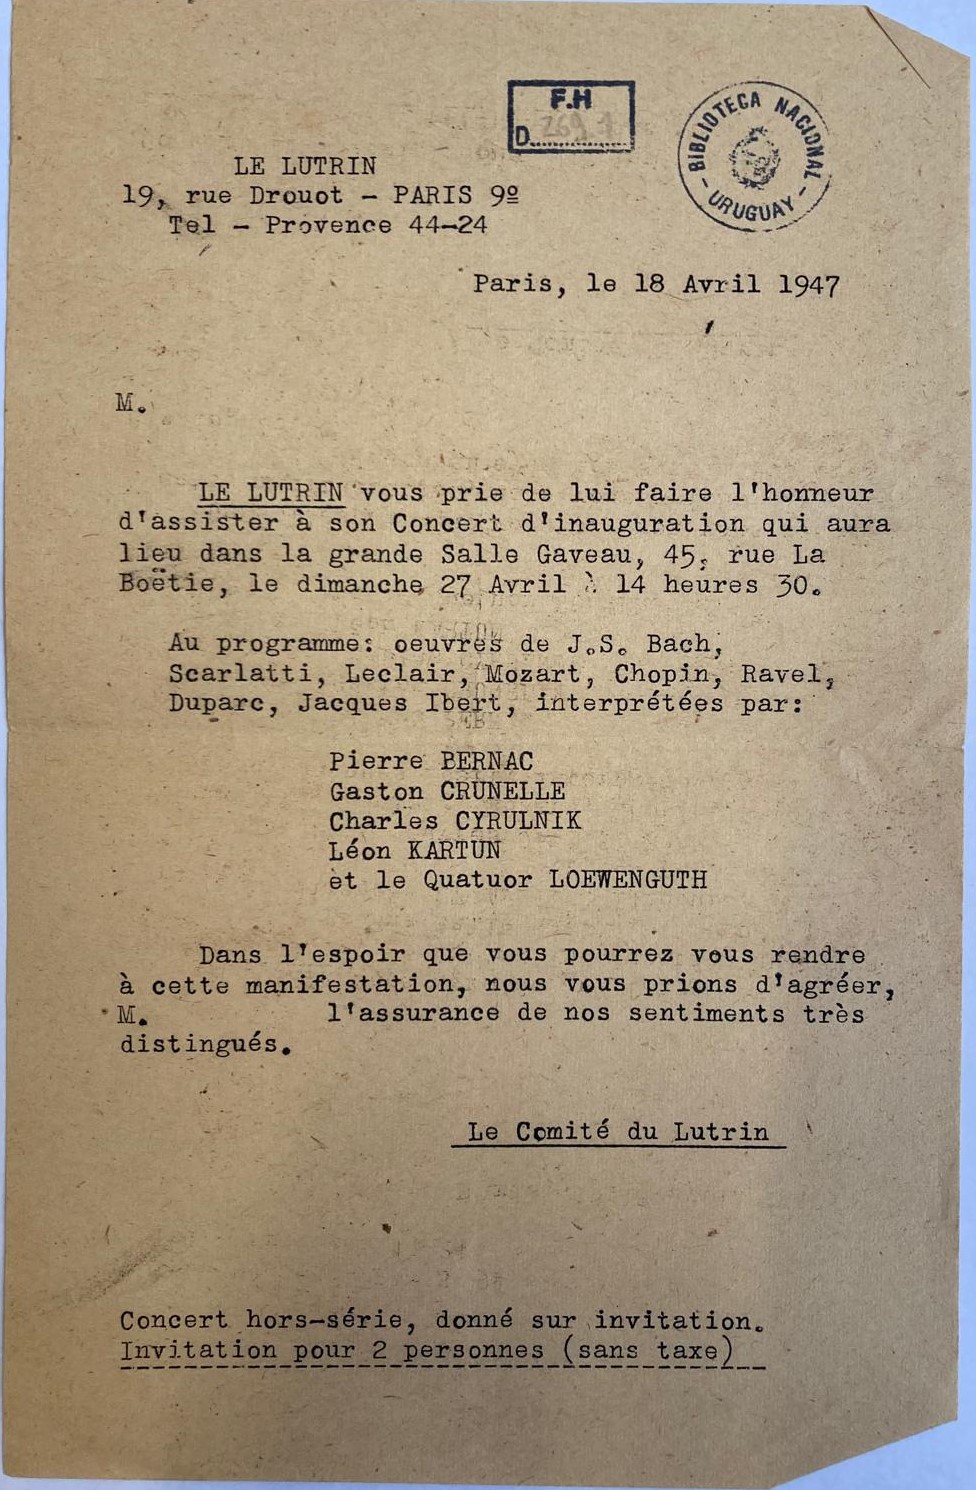 F.H
D.
BIBLIOTECA NACIONAL
- URUGUAY -
LE LUTRIN
19, rue Drouot - PARIS 9º
Tel - Provence 44-24
Paris, le 18 Avril 1947
M.
LE LUTRIN vous prie de lui faire l'honneur
d'assister à son Concert d'inauguration qui aura
lieu dans la grande Salle Gaveau, 45, rue La
Boëtie, le dimanche 27 Avril à 14 heures 30.
Au programme: oeuvres de J.S. Bach,
Scarlatti, Leclair, Mozart, Chopin, Ravel,
Duparc, Jacques Ibert, interprétées par:
Pierre BERNAC
Gaston CRUNELLE
Charles CYRULNIK
Léon KARTUN
et le Quatuor LOEWENGUTH
Dans l'espoir que vous pourrez vous rendre
à cette manifestation, nous vous prions d'agréer,
M. l'assurance de nos sentiments très
distingués.
Le Comité du Lutrin
Concert hors-série, donné sur invitation.
Invitation pour 2 personnes (sans taxe)